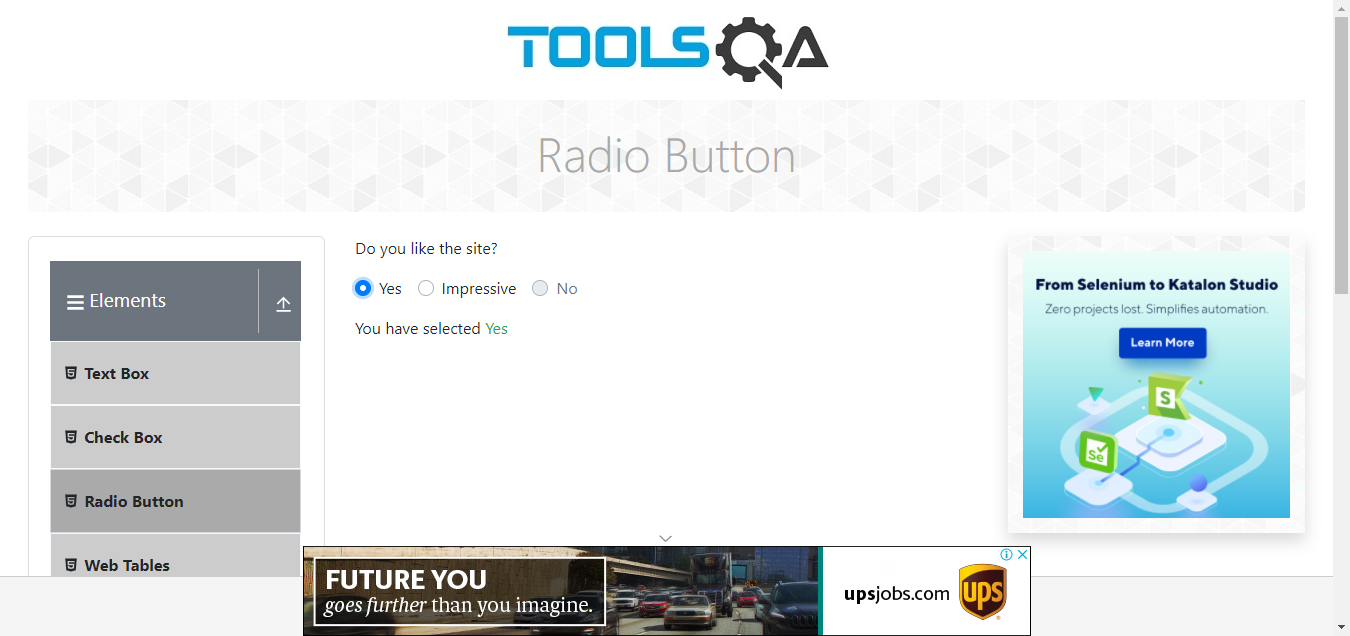 TOOLSQA
Radio Button
Elements
Text Box
Check Box
Radio Button
Web Tables
Do you like the site?
Yes Impressive No
You have selected Yes
From Selenium to Katalon Studio
Zero projects lost. Simplifies automation.
Learn More
S
Se
FUTURE YOU
goes further than you imagine.
upsjobs.com
ups